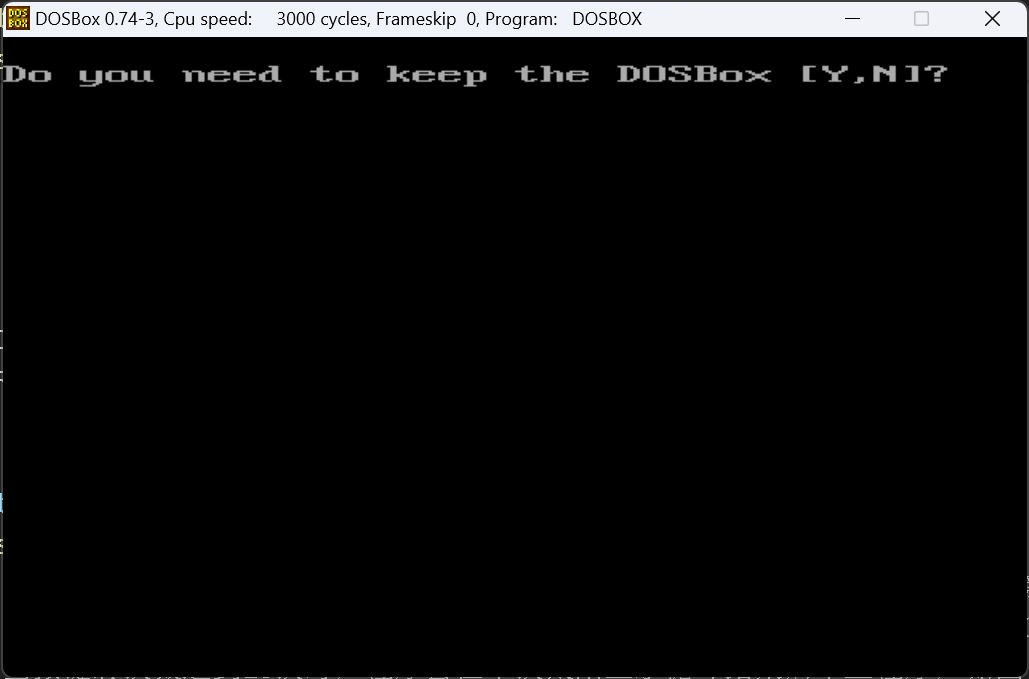 DOSBox 0.74-3, Cpu speed: 3000 cycles, Frameskip 0, Program: DOSBOX
Do you need to keep the DOSBox [Y,N]?